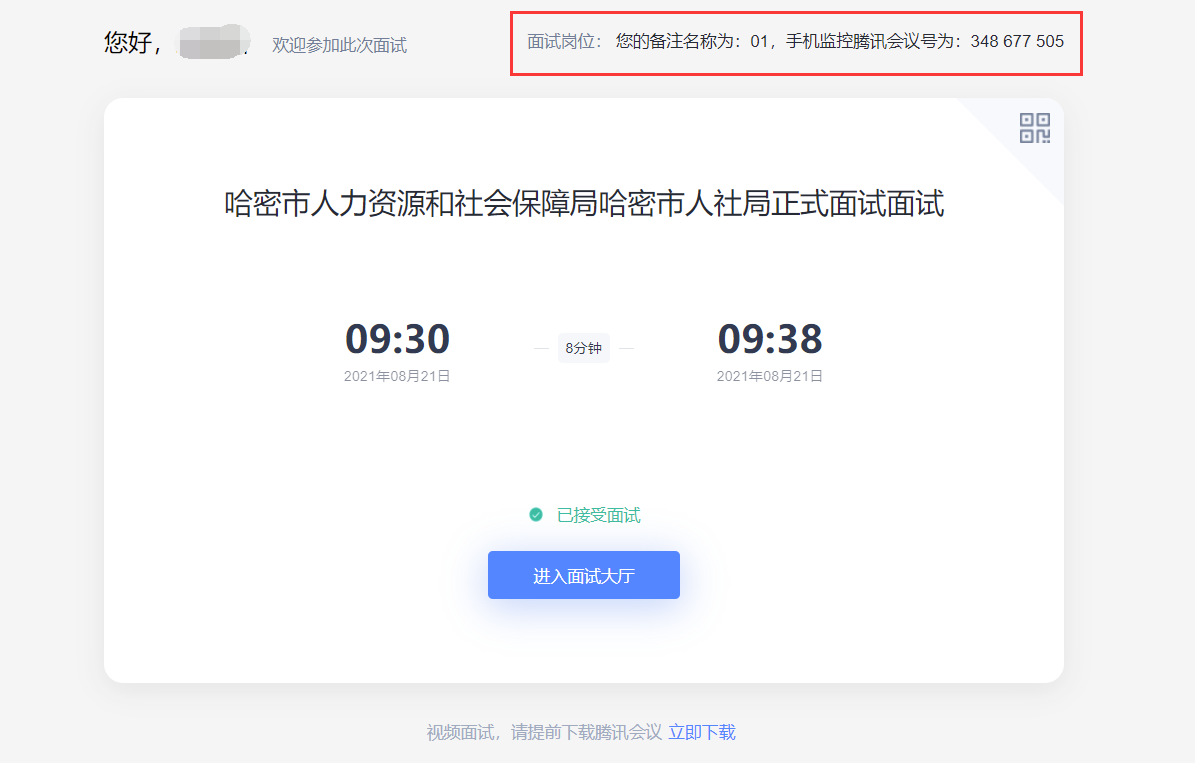 您好， 欢迎参加此次面试
面试岗位： 您的备注名称为：01，手机监控腾讯会议号为：348 677 505
哈密市人力资源和社会保障局哈密市人社局正式面试面试
09:30 8分钟 09:38
2021年08月21日 2021年08月21日
已接受面试
进入面试大厅
视频面试，请提前下载腾讯会议 立即下载